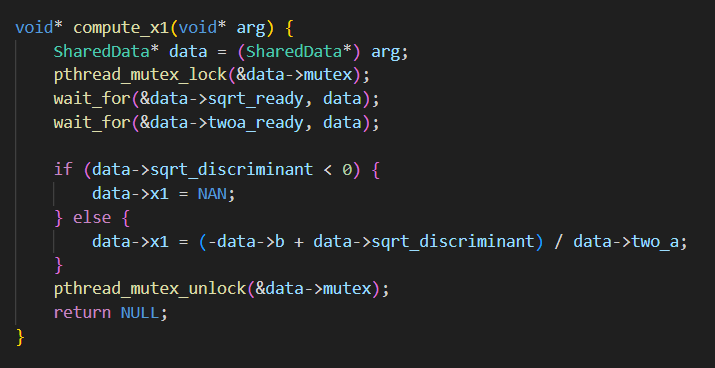 void* compute_x1(void* arg) {
    SharedData* data = (SharedData*) arg;
    pthread_mutex_lock(&data->mutex);
    wait_for(&data->sqrt_ready, data);
    wait_for(&data->twoa_ready, data);

    if (data->sqrt_discriminant < 0) {
        data->x1 = NAN;
    } else {
        data->x1 = (-data->b + data->sqrt_discriminant) / data->two_a;
    }
    pthread_mutex_unlock(&data->mutex);
    return NULL;
}